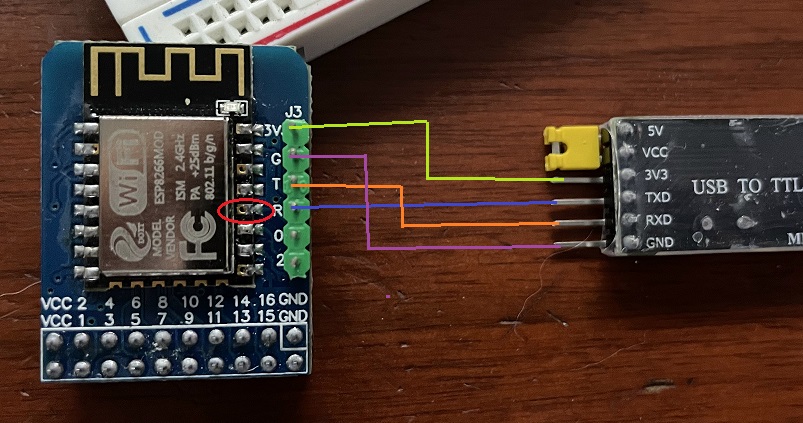 J3
3V
G
T
R
0
2
WiFi
ESP8266MOD
ISM 2.4GHz
PA +25dBm
802.11 b/g/n
MODEL
VENDOR
FC
VCC 2 4 6 8 10 12 14 16 GND
VCC 1 3 5 7 9 11 13 15 GND
5V
VCC
3V3
TXD
RXD
GND
USB TO TTL